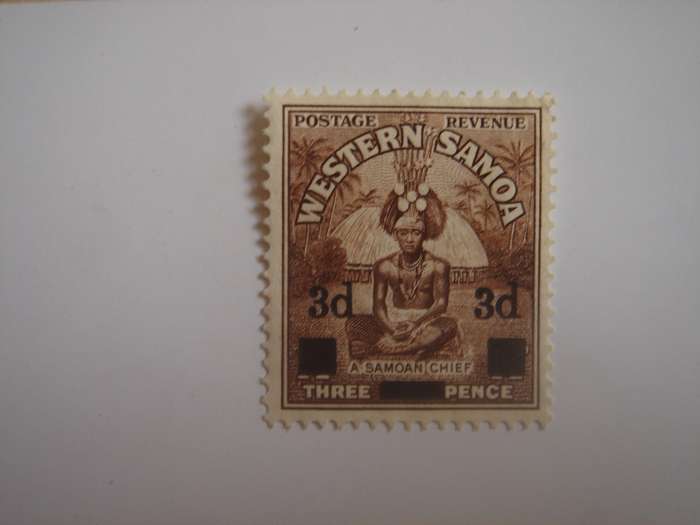 POSTAGE REVENUE
WESTERN SAMOA
3d 3d
A SAMOAN CHIEF
THREE PENCE